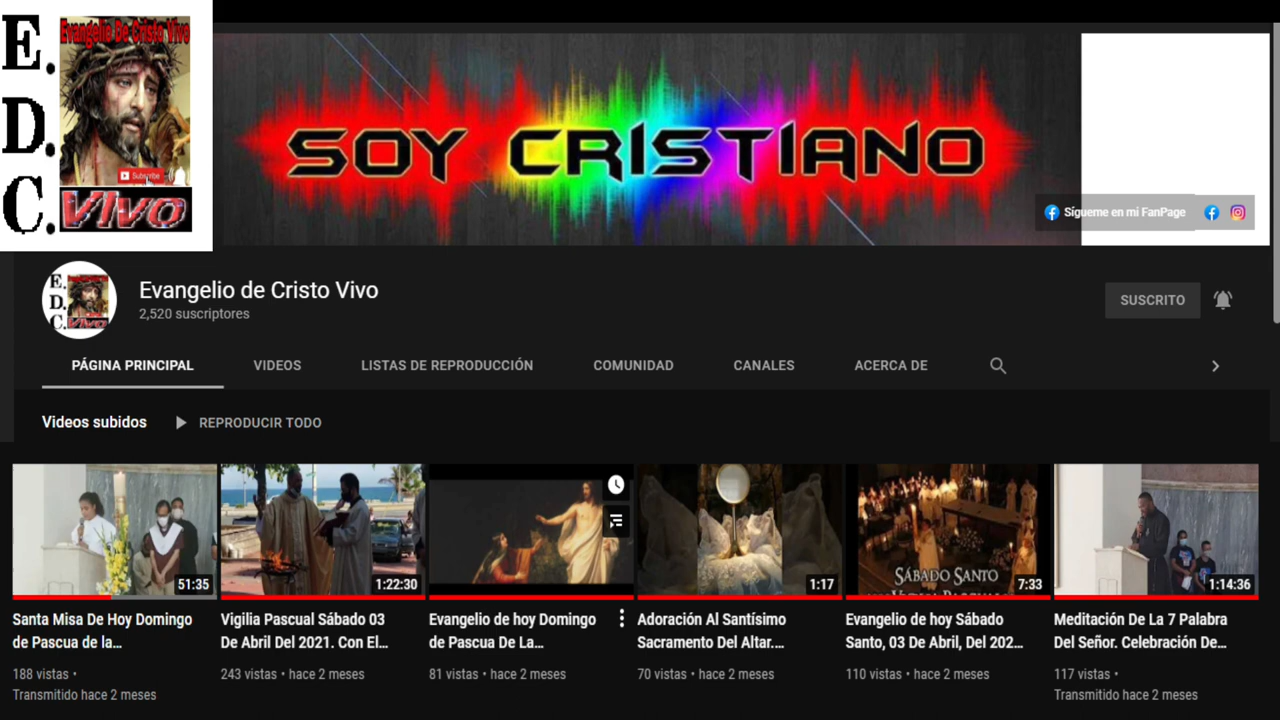 E.
D.
C.
Evangelio De Cristo Vivo
Subscribe
Vivo
SOY CRISTIANO
Sígueme en mi FanPage
E.
D.
C.
Vivo
Evangelio de Cristo Vivo
2,520 suscriptores
SUSCRITO
PÁGINA PRINCIPAL VIDEOS LISTAS DE REPRODUCCIÓN COMUNIDAD CANALES ACERCA DE
Videos subidos REPRODUCIR TODO
51:35
1:22:30
1:17
SÁBADO SANTO
7:33
1:14:36
Santa Misa De Hoy Domingo
de Pascua de la...
188 vistas •
Transmitido hace 2 meses
Vigilia Pascual Sábado 03
De Abril Del 2021. Con El...
243 vistas • hace 2 meses
Evangelio de hoy Domingo
de Pascua De La...
81 vistas • hace 2 meses
Adoración Al Santísimo
Sacramento Del Altar....
70 vistas • hace 2 meses
Evangelio de hoy Sábado
Santo, 03 De Abril, Del 202...
110 vistas • hace 2 meses
Meditación De La 7 Palabra
Del Señor. Celebración De...
117 vistas •
Transmitido hace 2 meses